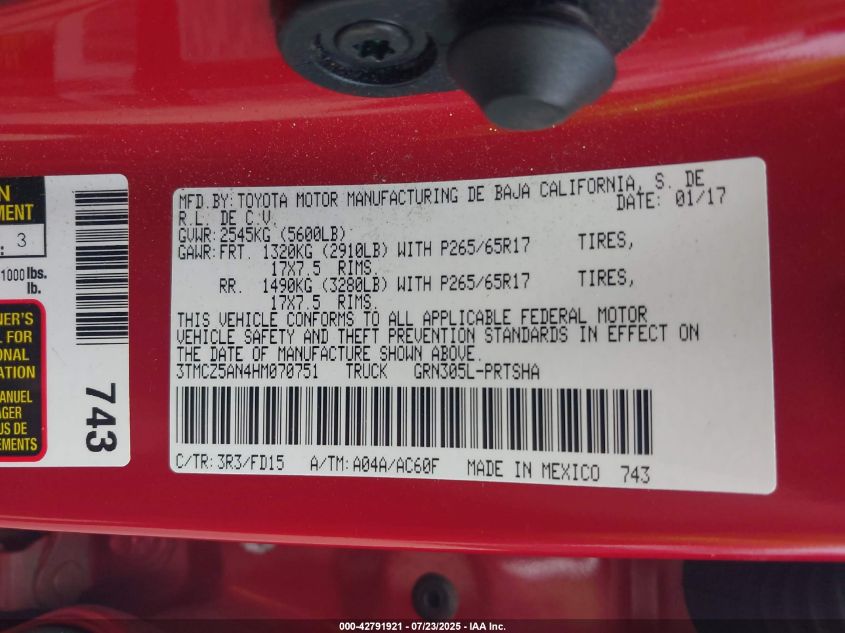 N
EMENT
: 3
1000 lbs.
lb.
NER'S
L FOR
ONAL
ATION
ANUEL
AGER
US DE
EMENTS
743
MFD.BY:TOYOTA MOTOR MANUFACTURING DE BAJA CALIFORNIA, S. DE
R.L. DE C.V. DATE: 01/17
GVWR:2545KG (5600LB)
GAWR:FRT. 1320KG (2910LB) WITH P265/65R17 TIRES,
17X7.5 RIMS.
RR. 1490KG (3280LB) WITH P265/65R17 TIRES,
17X7.5 RIMS.
THIS VEHICLE CONFORMS TO ALL APPLICABLE FEDERAL MOTOR
VEHICLE SAFETY AND THEFT PREVENTION STANDARDS IN EFFECT ON
THE DATE OF MANUFACTURE SHOWN ABOVE.
3TMCZ5AN4HM070751 TRUCK GRN305L-PRTSHA
C/TR:3R3/FD15 A/TM:A04A/AC60F MADE IN MEXICO 743
000-42791921 - 07/23/2025 - IAA Inc.